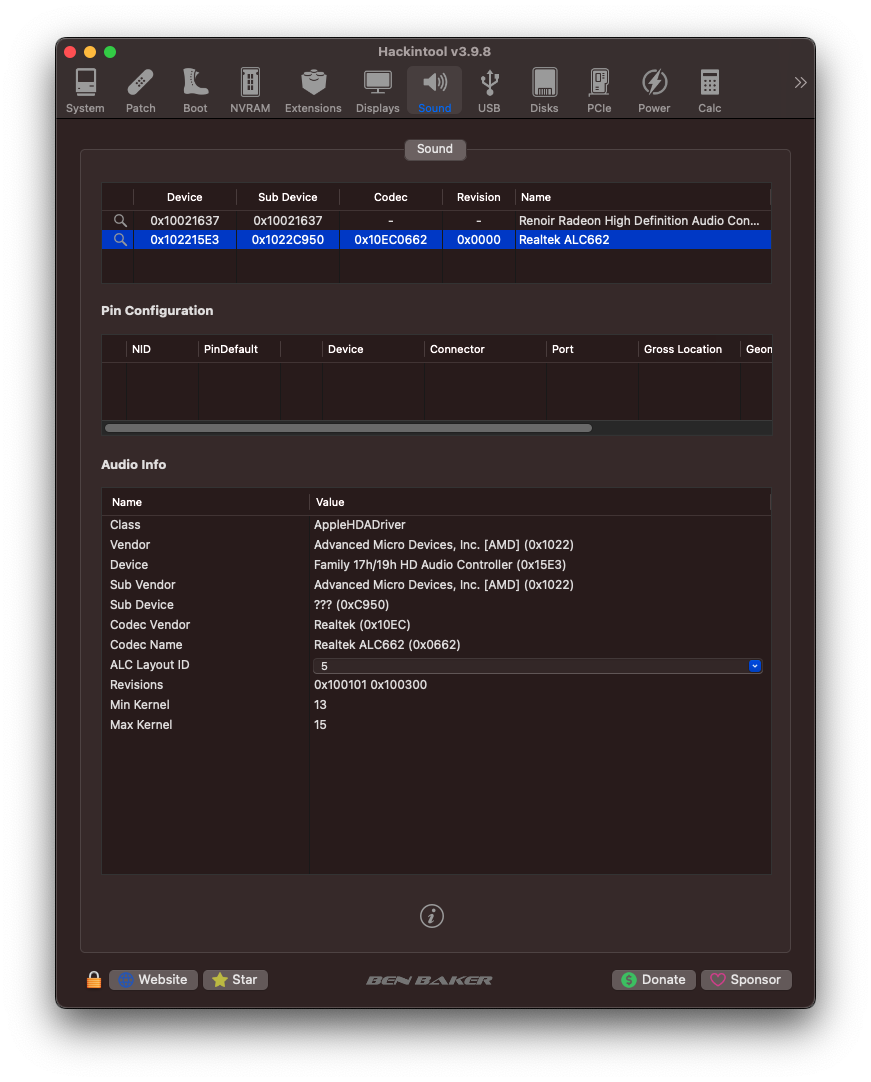 Hackintool v3.9.8
System Patch Boot NVRAM Extensions Displays Sound USB Disks PCIe Power Calc
Sound
Device Sub Device Codec Revision Name
0x10021637 0x10021637 - - Renoir Radeon High Definition Audio Con...
0x102215E3 0x1022C950 0x10EC0662 0x0000 Realtek ALC662
Pin Configuration
NID PinDefault Device Connector Port Gross Location Geom
Audio Info
Name Value
Class AppleHDADriver
Vendor Advanced Micro Devices, Inc. [AMD] (0x1022)
Device Family 17h/19h HD Audio Controller (0x15E3)
Sub Vendor Advanced Micro Devices, Inc. [AMD] (0x1022)
Sub Device ??? (0xC950)
Codec Vendor Realtek (0x10EC)
Codec Name Realtek ALC662 (0x0662)
ALC Layout ID 5
Revisions 0x100101 0x100300
Min Kernel 13
Max Kernel 15
Website Star BEN BAKER Donate Sponsor